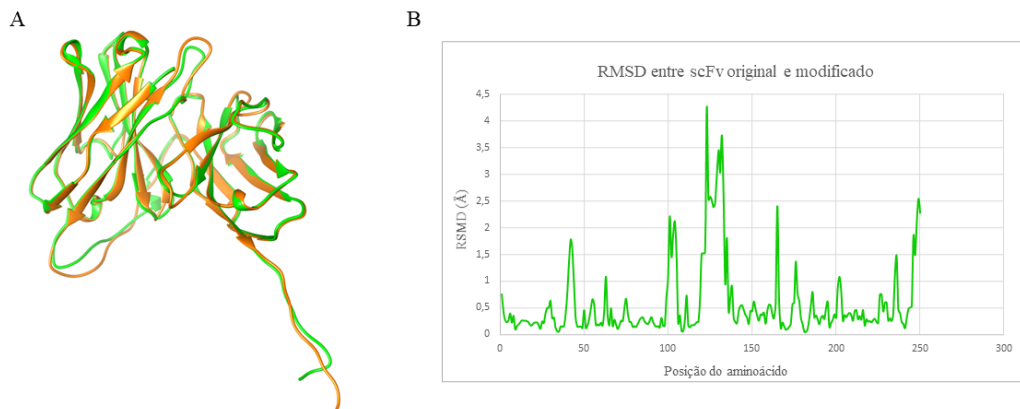 A
B
RMSD entre scFv original e modificado
4,5
4
3,5
3
2,5
2
1,5
1
0,5
0
RSMD (Å)
0 50 100 150 200 250 300
Posição do aminoácido